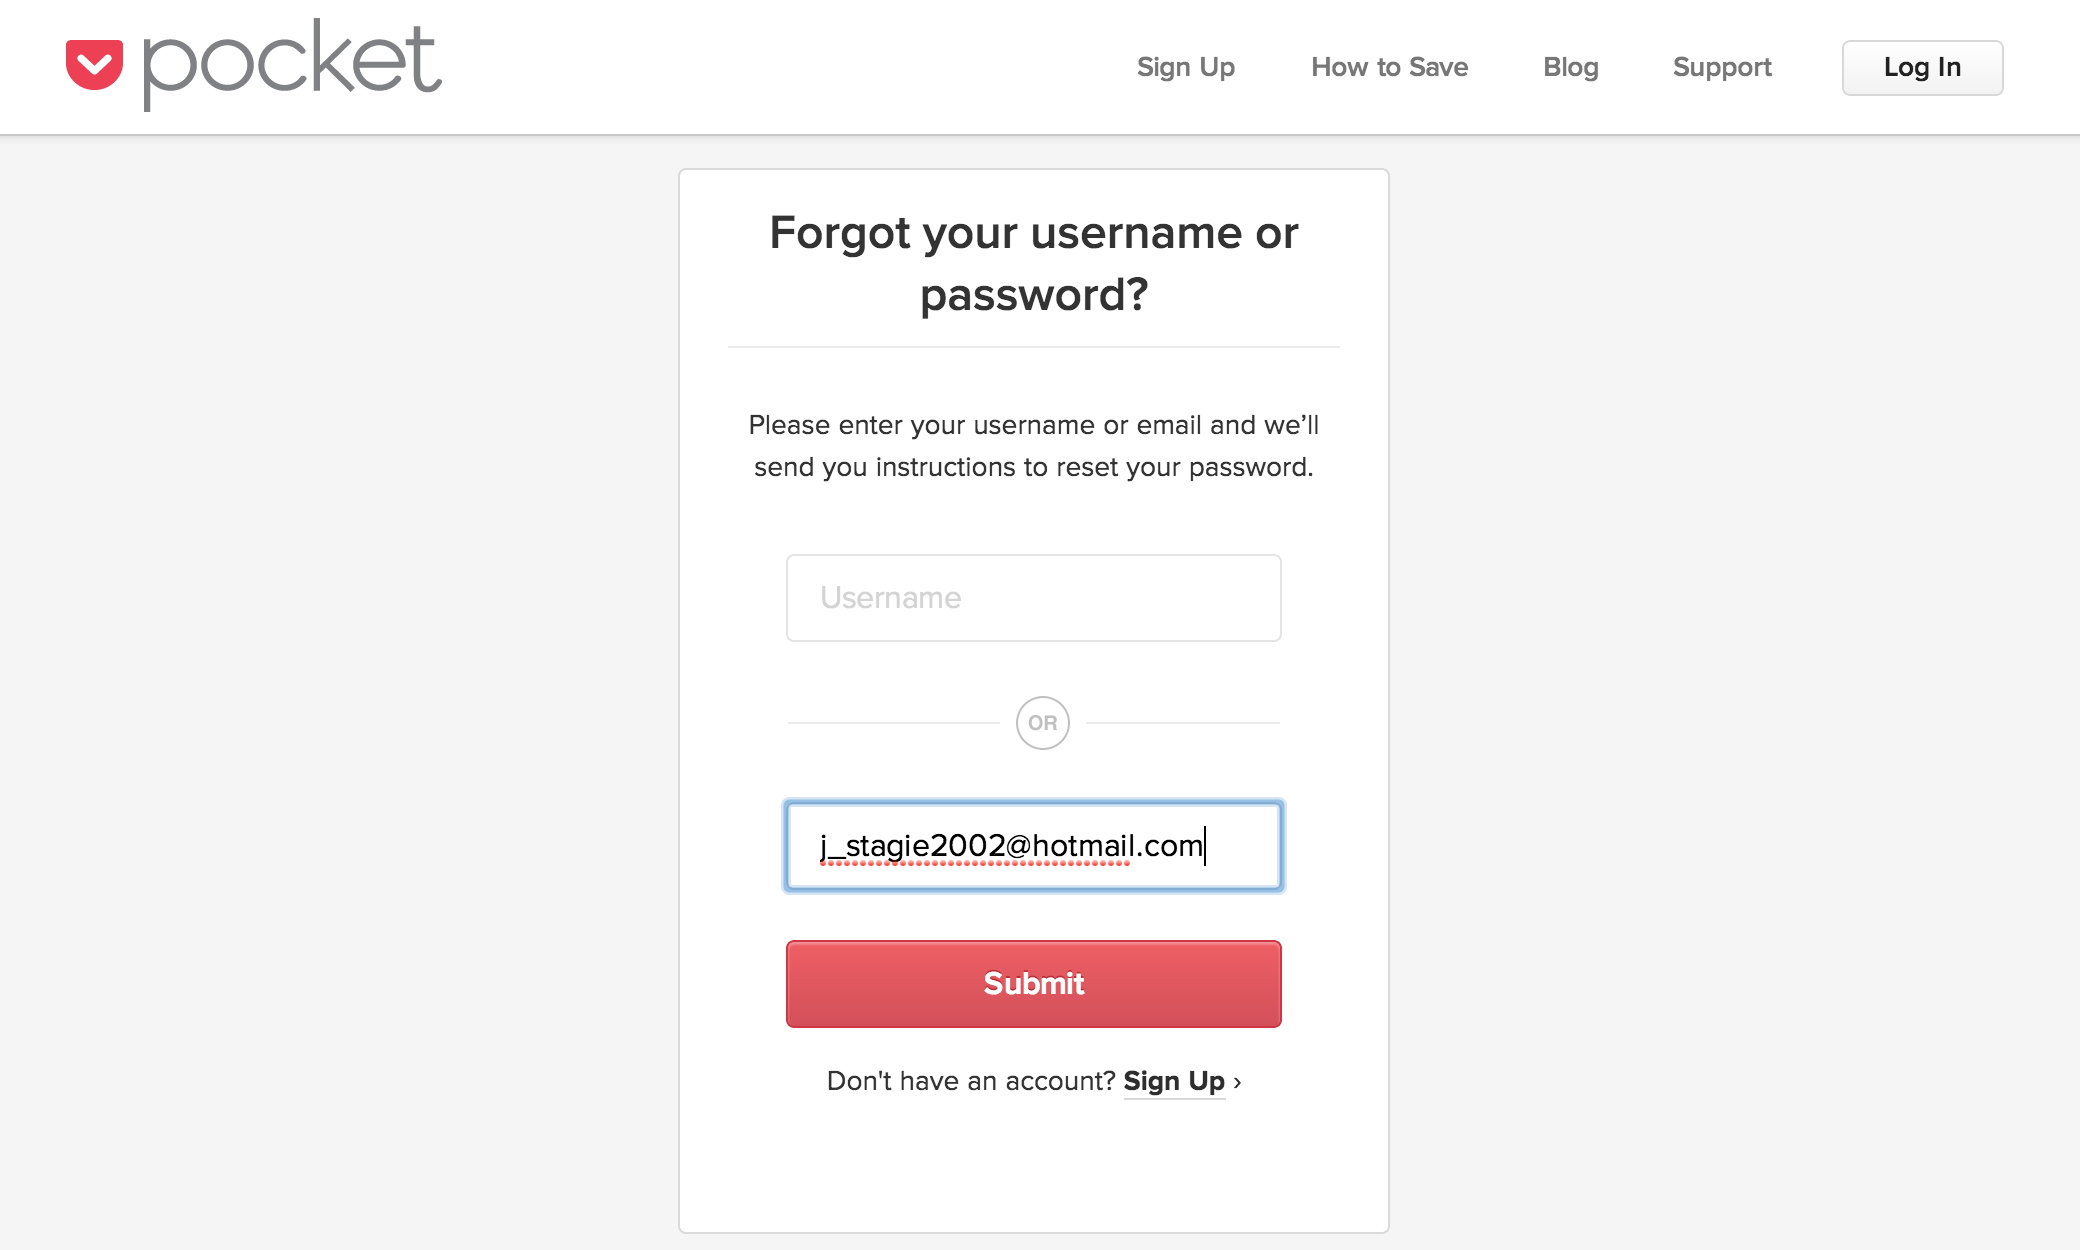 pocket
Sign Up
How to Save
Blog
Support
Log In
Forgot your username or
password?
Please enter your username or email and we’ll
send you instructions to reset your password.
Username
OR
j_stagie2002@hotmail.com
Submit
Don't have an account? Sign Up ›